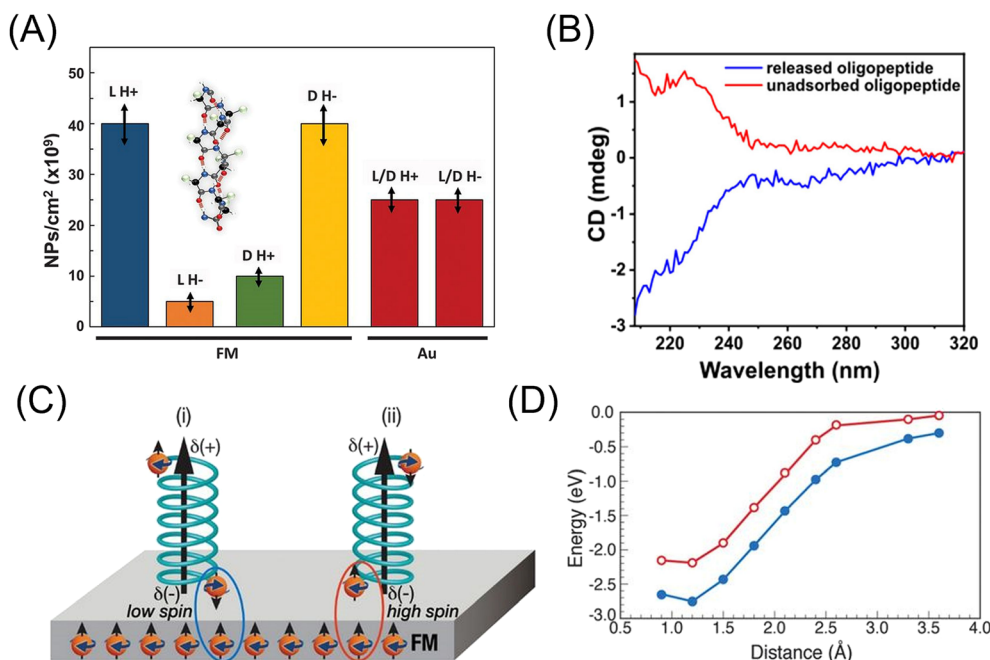 (A)
NPs/cm² (x10⁹)
50
40
30
20
10
0
L H+
L H-
D H+
D H-
L/D H+
L/D H-
FM
Au
(B)
CD (mdeg)
1
0
-1
-2
-3
released oligopeptide
unadsorbed oligopeptide
220
240
260
280
300
320
Wavelength (nm)
(C)
(i)
(ii)
δ(+)
δ(+)
δ(-)
δ(-)
low spin
high spin
FM
(D)
Energy (eV)
0.0
-0.5
-1.0
-1.5
-2.0
-2.5
-3.0
0.5
1.0
1.5
2.0
2.5
3.0
3.5
4.0
Distance (Å)